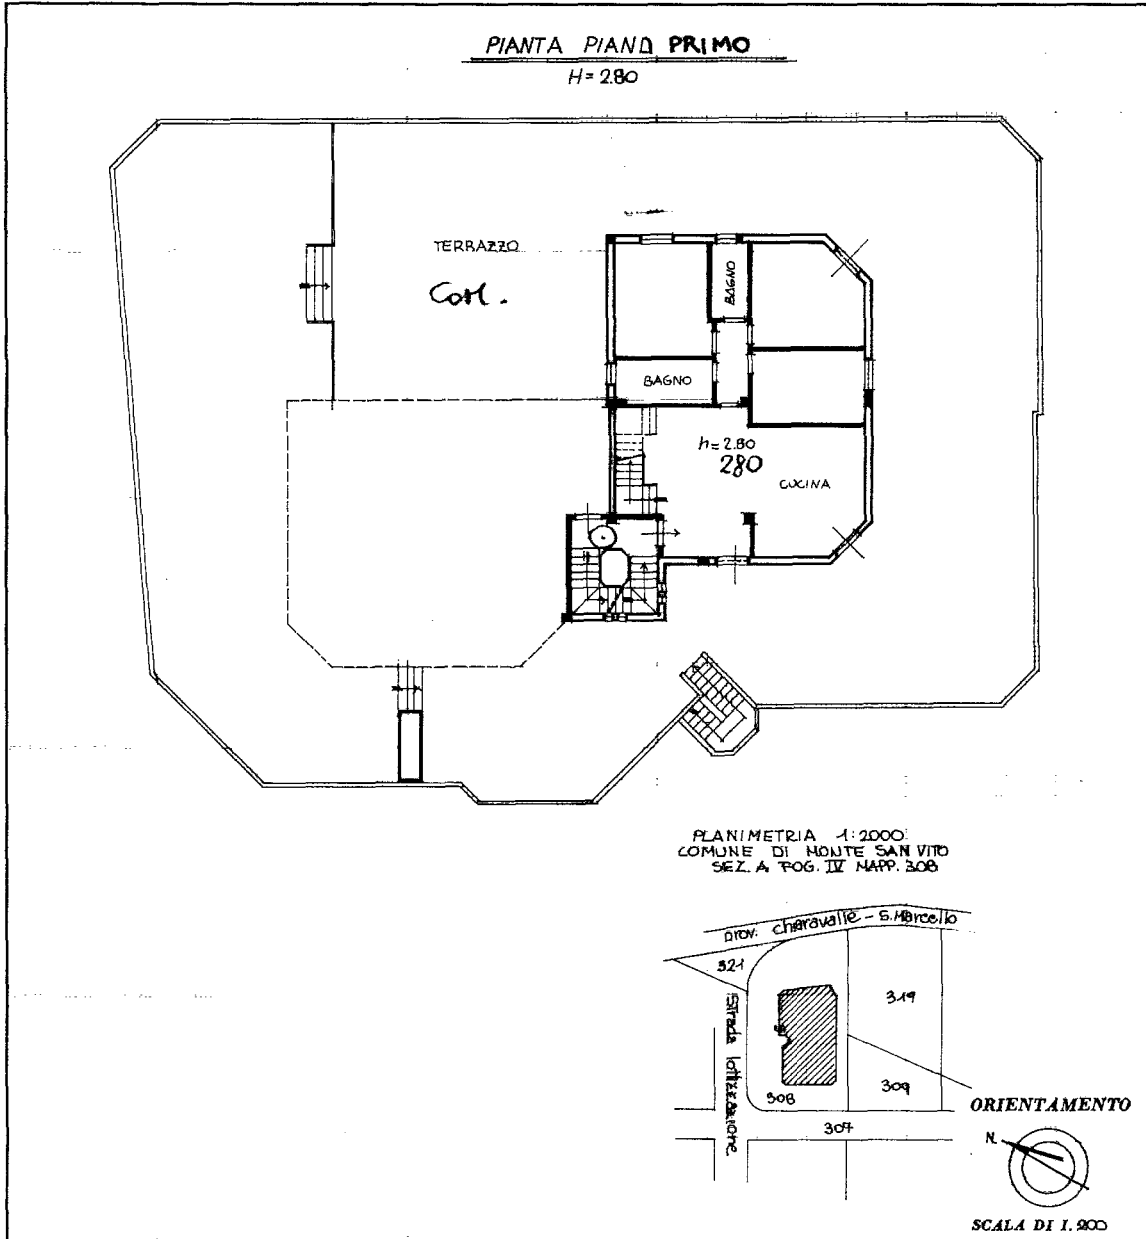 PIANTA PIANO PRIMO
H=2.80
TERRAZZO
BAGNO
BAGNO
h=2.80
280
CUCINA
PLANIMETRIA 1:2000
COMUNE DI MONTE SAN VITO
SEZ. A FOG. IV MAPP. 308
prov. Chiaravalle - S.Marcello
321
319
Strada lottizzazione
308
309
307
ORIENTAMENTO
N.
SCALA DI 1. 200